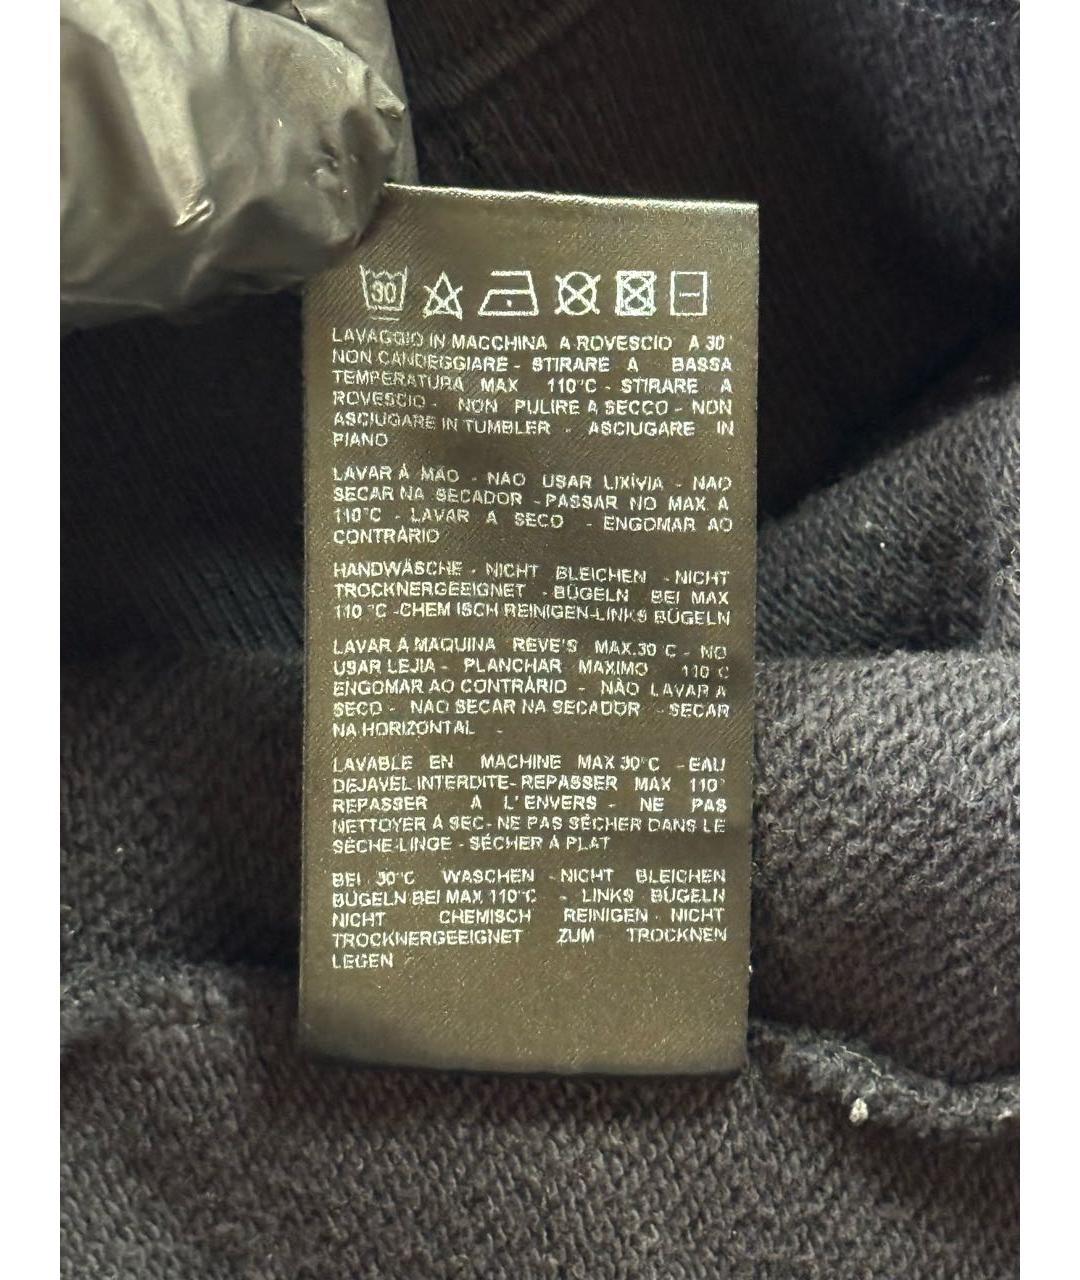 30
LAVAGGIO IN MACCHINA A ROVESCIO A 30°
NON CANDEGGIARE - STIRARE A BASSA
TEMPERATURA MAX 110°C - STIRARE A
ROVESCIO - NON PULIRE A SECCO - NON
ASCIUGARE IN TUMBLER - ASCIUGARE IN
PIANO
LAVAR À MÃO - NÃO USAR LIXÍVIA - NAO
SECAR NA SECADOR - PASSAR NO MAX A
110°C - LAVAR A SECO - ENGOMAR AO
CONTRÁRIO
HANDWÄSCHE - NICHT BLEICHEN - NICHT
TROCKNERGEEIGNET - BÜGELN BEI MAX
110 °C -CHEM ISCH REINIGEN-LINKS BÜGELN
LAVAR A MAQUINA REVE'S MAX.30 C - NO
USAR LEJIA - PLANCHAR MAXIMO 110 C
ENGOMAR AO CONTRÁRIO - NÃO LAVAR A
SECO - NAO SECAR NA SECADOR - SECAR
NA HORIZONTAL -
LAVABLE EN MACHINE MAX 30°C - EAU
DEJAVEL INTERDITE- REPASSER MAX 110°
REPASSER A L'ENVERS - NE PAS
NETTOYER À SEC- NE PAS SÉCHER DANS LE
SÈCHE-LINGE - SÉCHER À PLAT
BEI 30°C WASCHEN - NICHT BLEICHEN
BÜGELN BEI MAX 110°C - LINKS BÜGELN
NICHT CHEMISCH REINIGEN - NICHT
TROCKNERGEEIGNET ZUM TROCKNEN
LEGEN